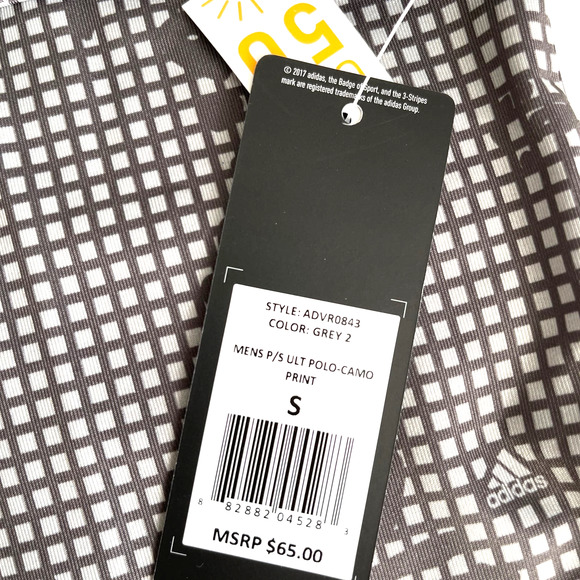 50
© 2017 adidas, the Badge of Sport, and the 3-Stripes
mark are registered trademarks of the adidas Group.
STYLE: ADVR0843
COLOR: GREY 2
MENS P/S ULT POLO-CAMO
PRINT
S
8 82882 04528 3
MSRP $65.00
adidas